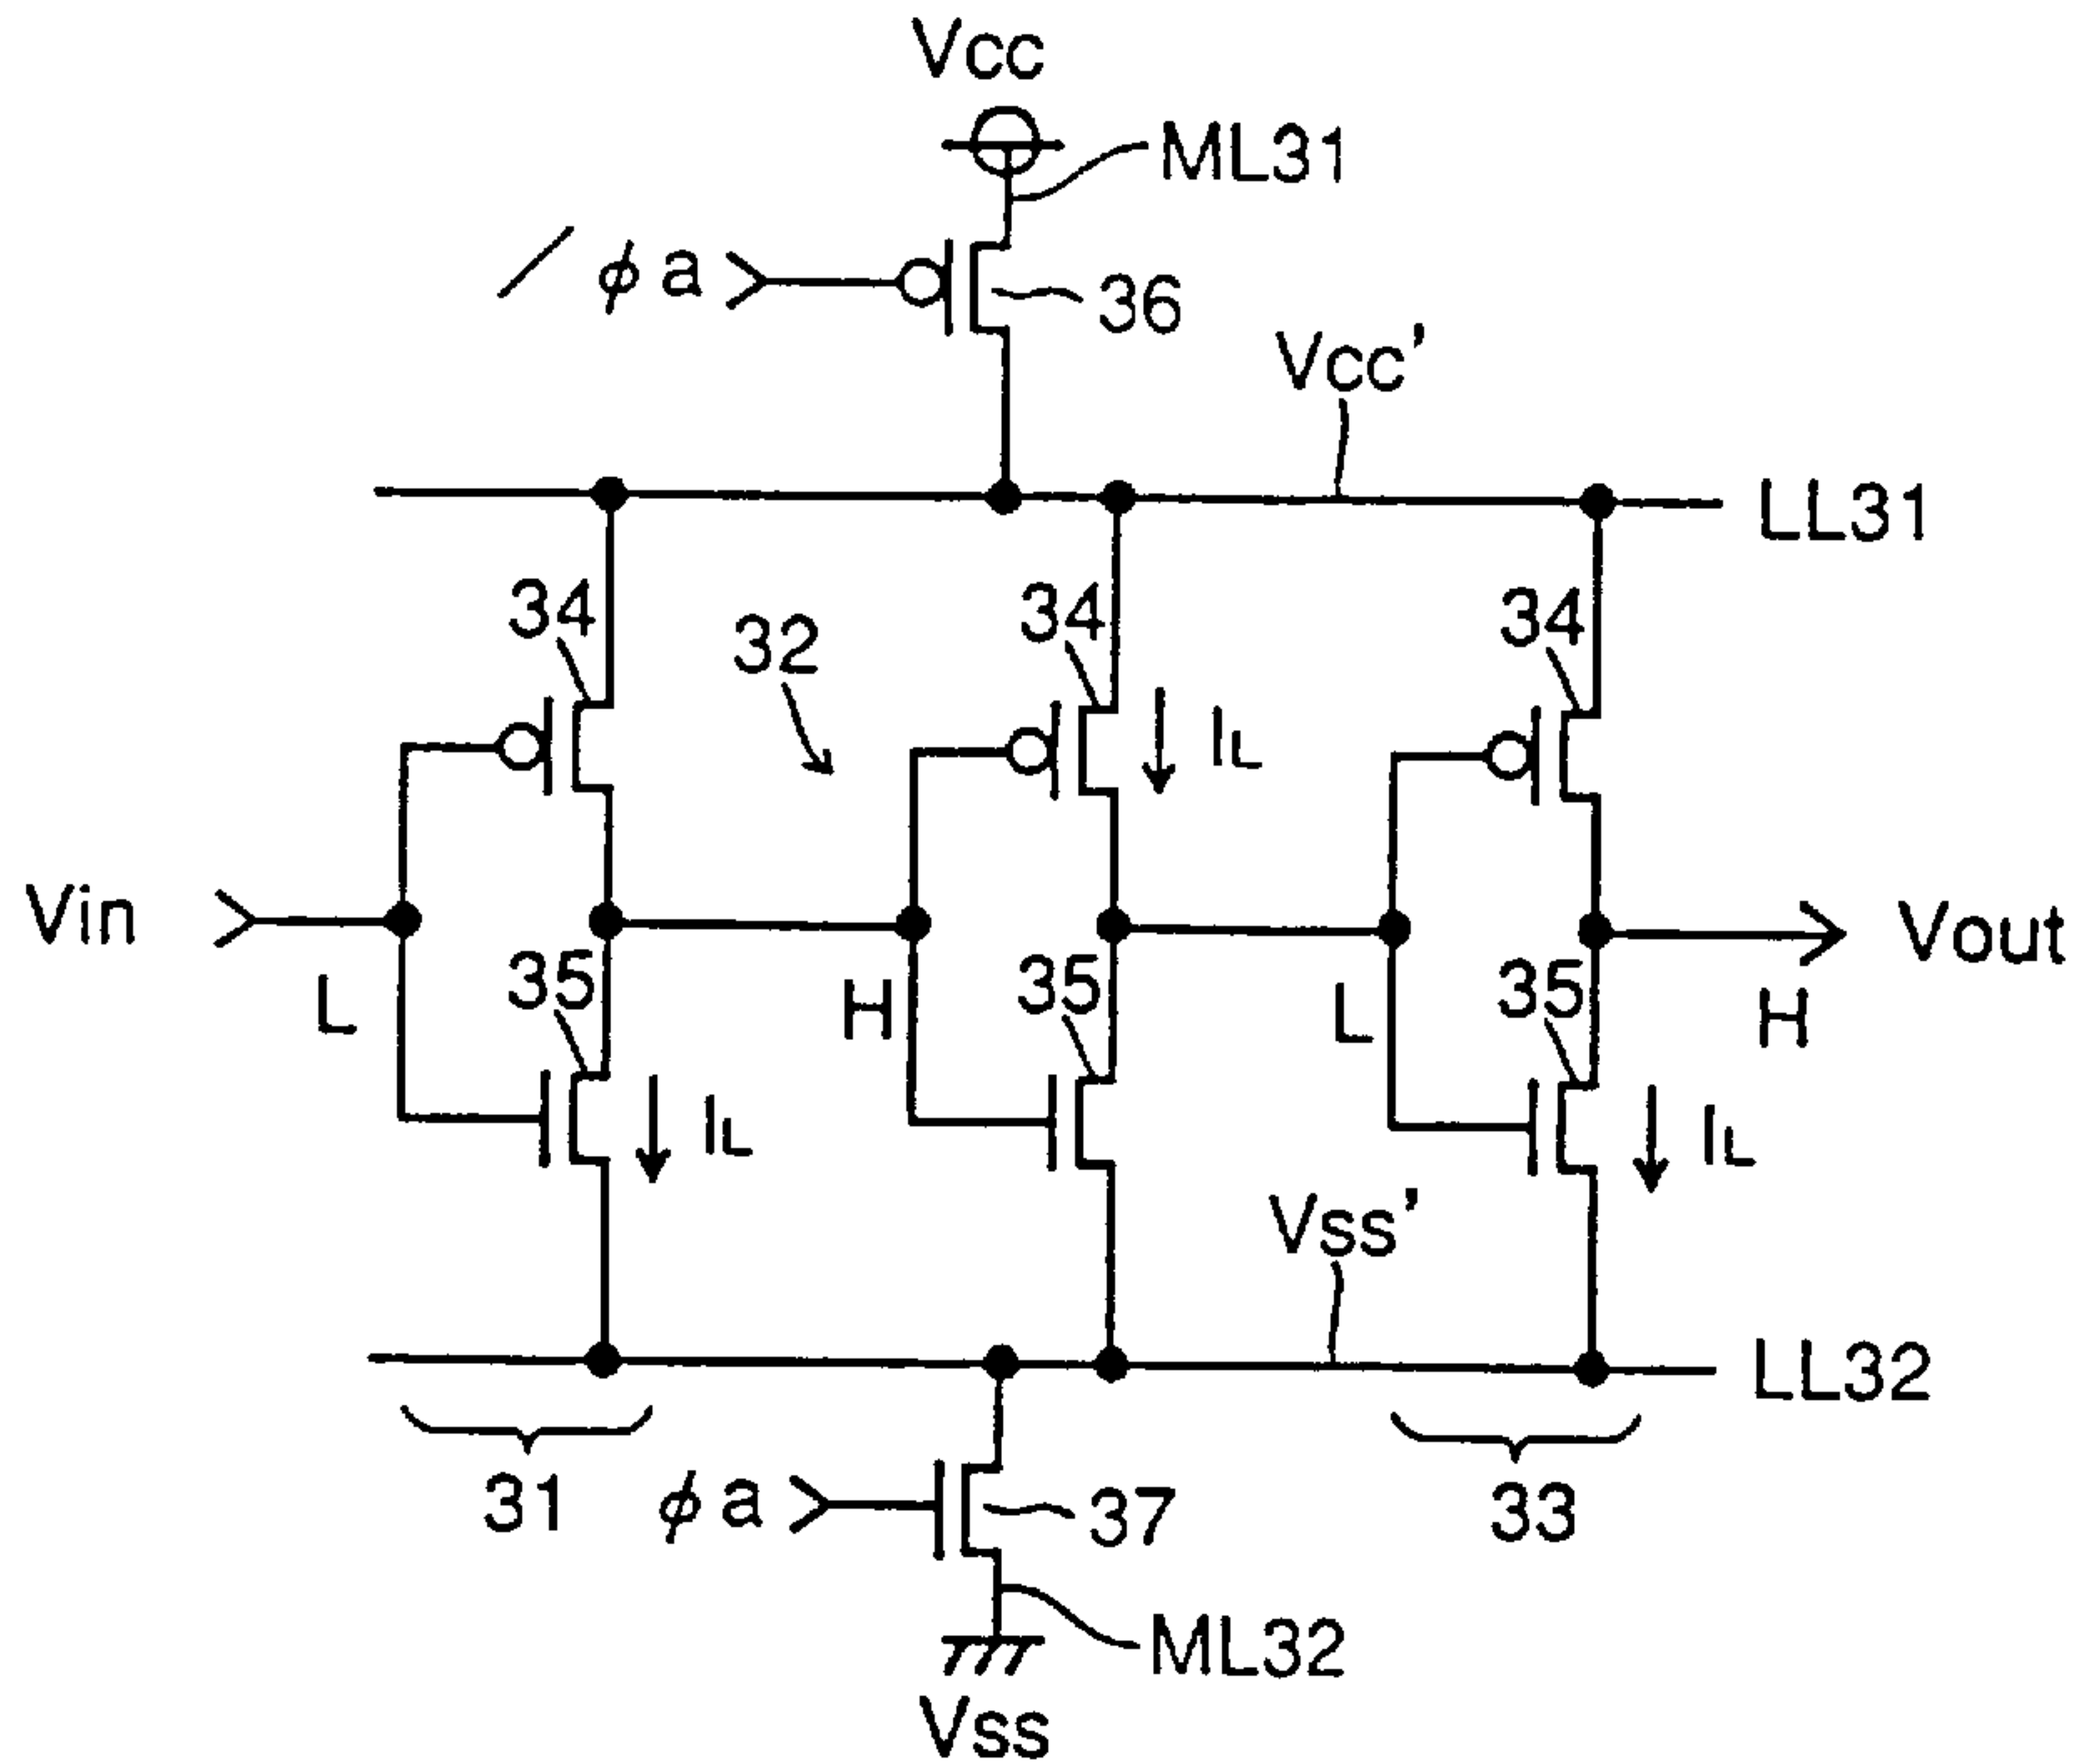 Vcc
ML31
/φa
36
Vcc'
LL31
34
32
34
34
IL
Vin
Vout
L
35
H
35
L
35
H
IL
IL
Vss'
LL32
31
φa
37
33
ML32
Vss